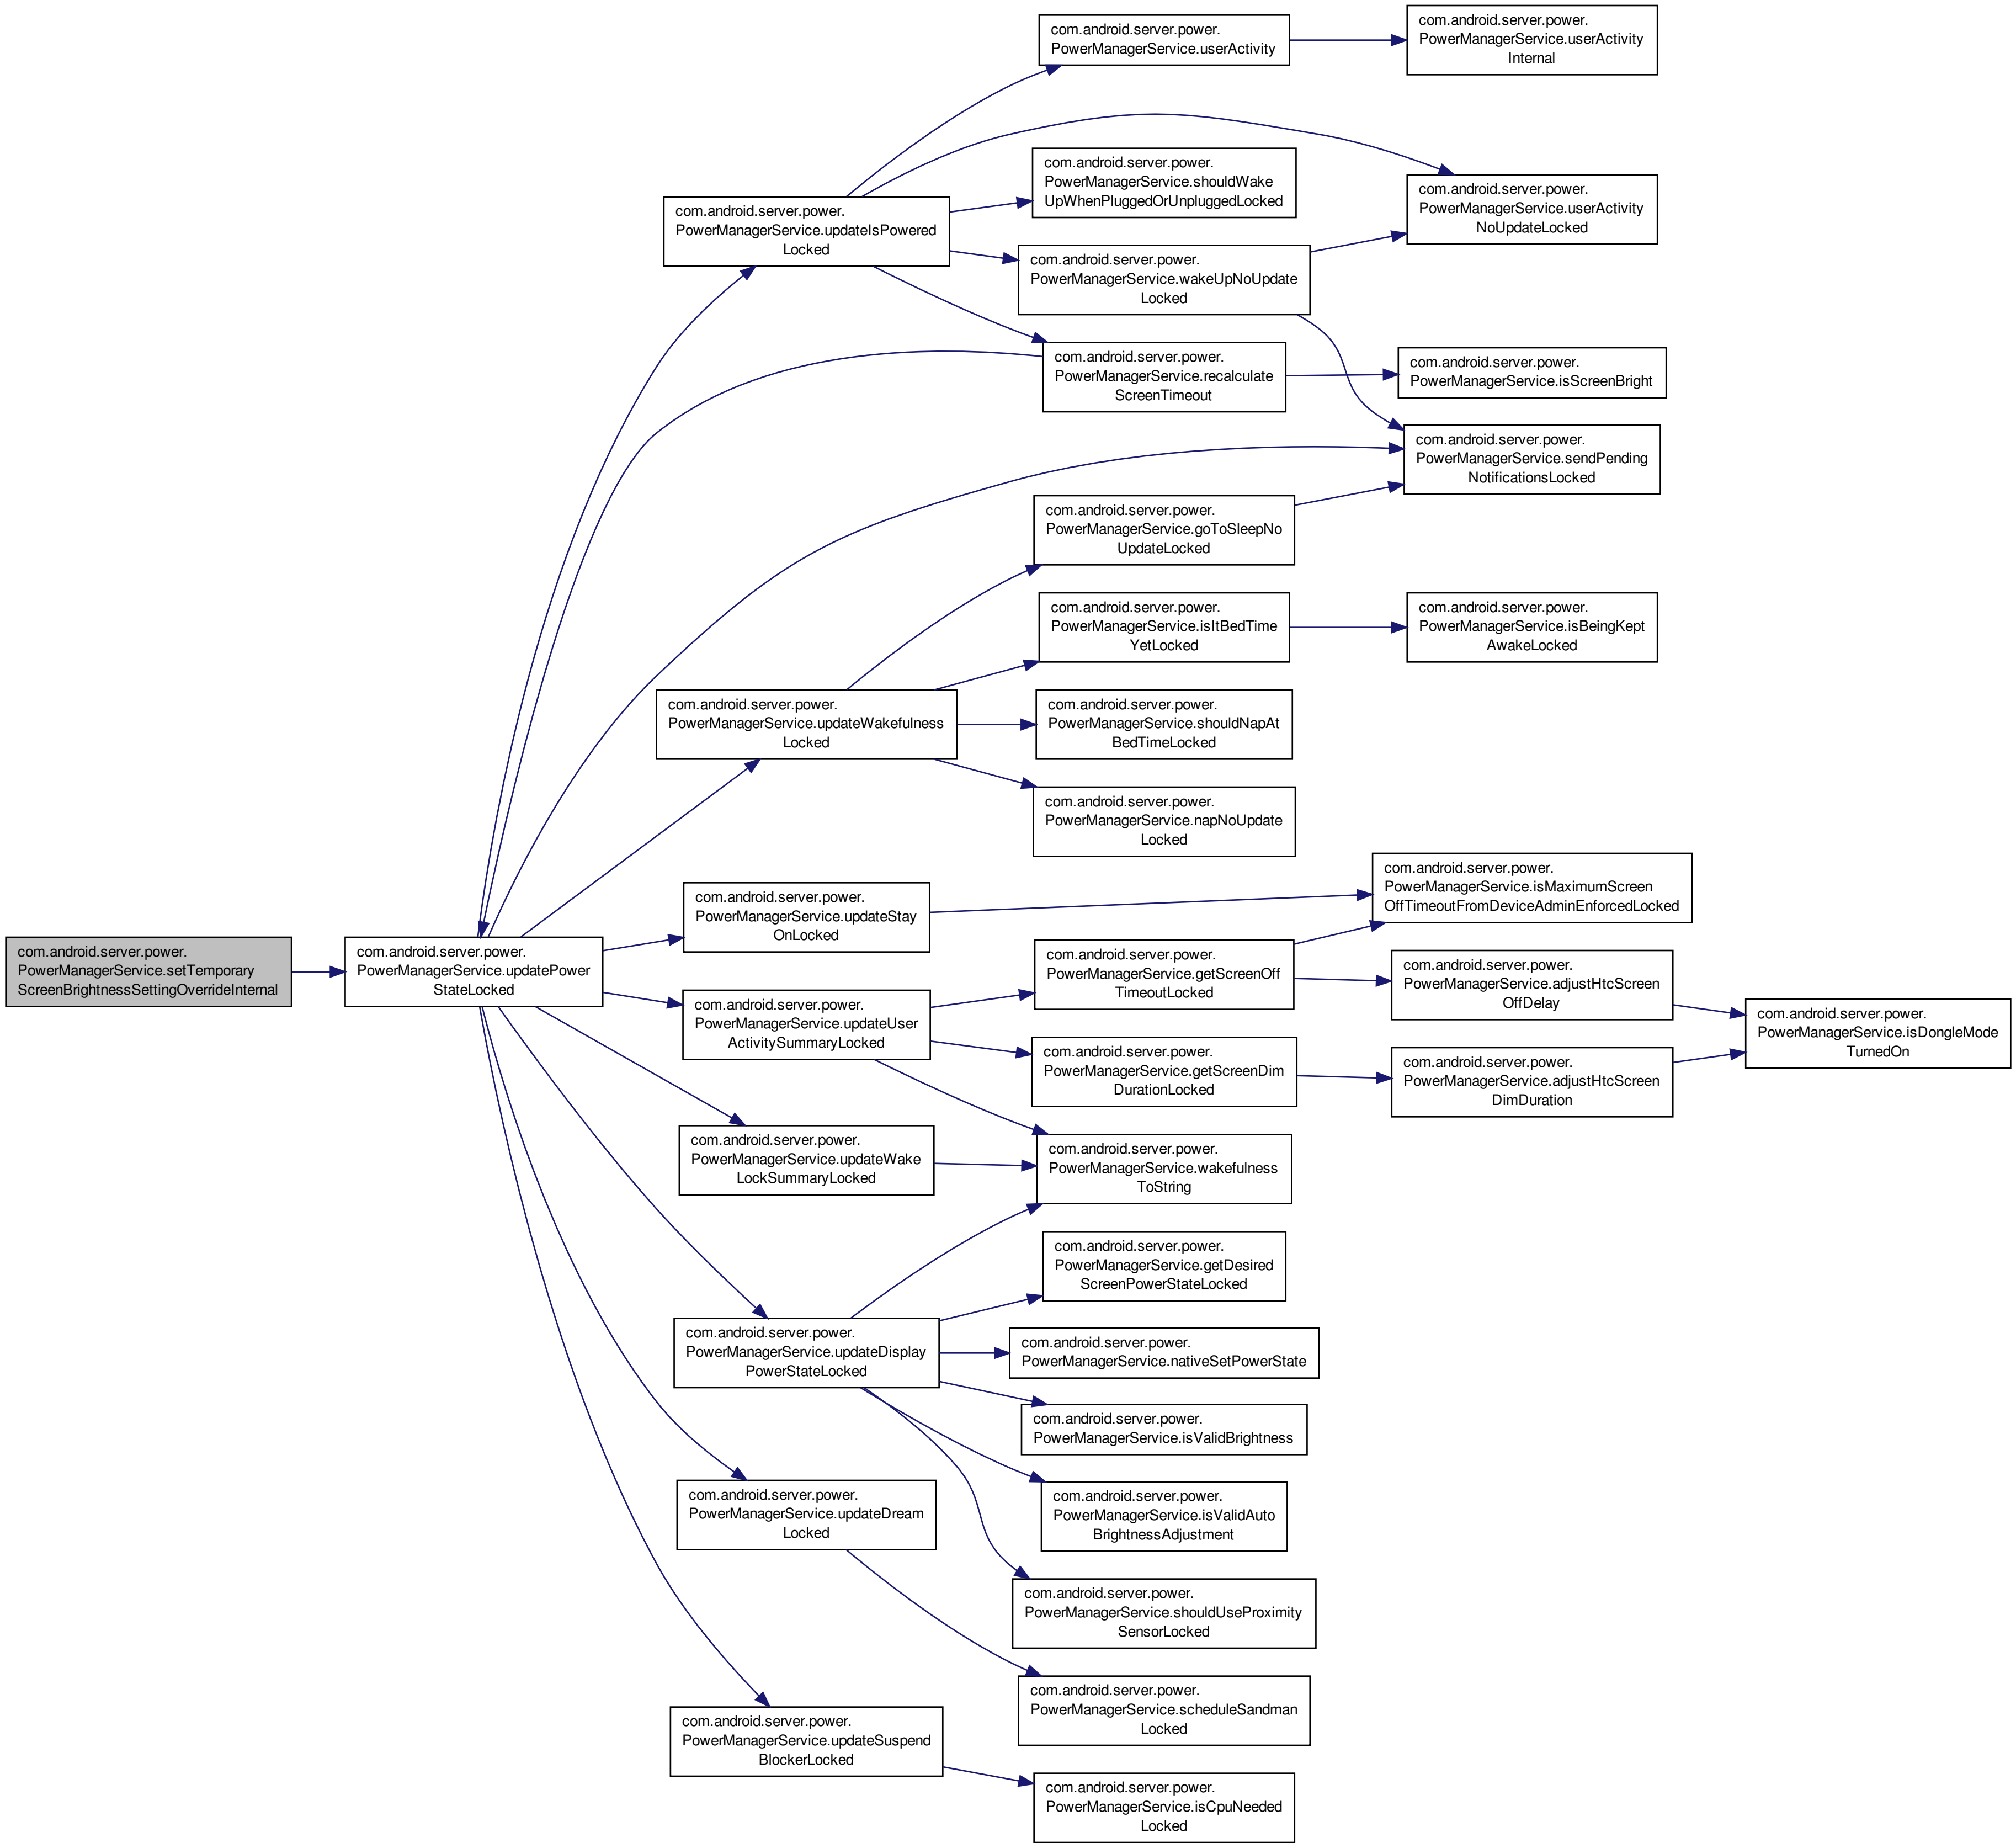 com.android.server.power.
PowerManagerService.setTemporary
ScreenBrightnessSettingOverrideInternal
com.android.server.power.
PowerManagerService.updatePower
StateLocked
com.android.server.power.
PowerManagerService.updateIsPowered
Locked
com.android.server.power.
PowerManagerService.updateWakefulness
Locked
com.android.server.power.
PowerManagerService.updateStay
OnLocked
com.android.server.power.
PowerManagerService.updateUser
ActivitySummaryLocked
com.android.server.power.
PowerManagerService.updateWake
LockSummaryLocked
com.android.server.power.
PowerManagerService.updateDisplay
PowerStateLocked
com.android.server.power.
PowerManagerService.updateDream
Locked
com.android.server.power.
PowerManagerService.updateSuspend
BlockerLocked
com.android.server.power.
PowerManagerService.userActivity
com.android.server.power.
PowerManagerService.shouldWake
UpWhenPluggedOrUnpluggedLocked
com.android.server.power.
PowerManagerService.wakeUpNoUpdate
Locked
com.android.server.power.
PowerManagerService.recalculate
ScreenTimeout
com.android.server.power.
PowerManagerService.goToSleepNo
UpdateLocked
com.android.server.power.
PowerManagerService.isItBedTime
YetLocked
com.android.server.power.
PowerManagerService.shouldNapAt
BedTimeLocked
com.android.server.power.
PowerManagerService.napNoUpdate
Locked
com.android.server.power.
PowerManagerService.getScreenOff
TimeoutLocked
com.android.server.power.
PowerManagerService.getScreenDim
DurationLocked
com.android.server.power.
PowerManagerService.wakefulness
ToString
com.android.server.power.
PowerManagerService.getDesired
ScreenPowerStateLocked
com.android.server.power.
PowerManagerService.nativeSetPowerState
com.android.server.power.
PowerManagerService.isValidBrightness
com.android.server.power.
PowerManagerService.isValidAuto
BrightnessAdjustment
com.android.server.power.
PowerManagerService.shouldUseProximity
SensorLocked
com.android.server.power.
PowerManagerService.scheduleSandman
Locked
com.android.server.power.
PowerManagerService.isCpuNeeded
Locked
com.android.server.power.
PowerManagerService.userActivity
Internal
com.android.server.power.
PowerManagerService.userActivity
NoUpdateLocked
com.android.server.power.
PowerManagerService.isScreenBright
com.android.server.power.
PowerManagerService.sendPending
NotificationsLocked
com.android.server.power.
PowerManagerService.isBeingKept
AwakeLocked
com.android.server.power.
PowerManagerService.isMaximumScreen
OffTimeoutFromDeviceAdminEnforcedLocked
com.android.server.power.
PowerManagerService.adjustHtcScreen
OffDelay
com.android.server.power.
PowerManagerService.adjustHtcScreen
DimDuration
com.android.server.power.
PowerManagerService.isDongleMode
TurnedOn